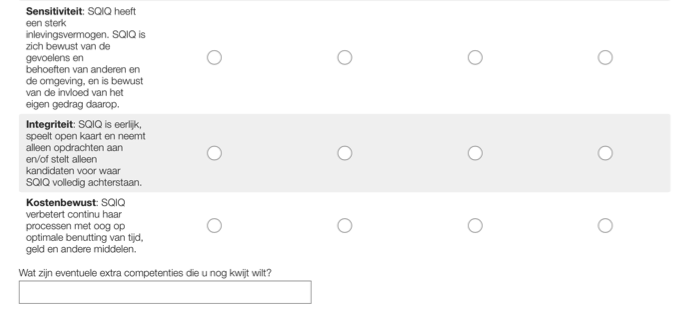 Sensitiviteit: SQIQ heeft
een sterk
inlevingsvermogen. SQIQ is
zich bewust van de
gevoelens en
behoeften van anderen en
de omgeving, en is bewust
van de invloed van het
eigen gedrag daarop.
Integriteit: SQIQ is eerlijk,
speelt open kaart en neemt
alleen opdrachten aan
en/of stelt alleen
kandidaten voor waar
SQIQ volledig achterstaan.
Kostenbewust: SQIQ
verbetert continu haar
processen met oog op
optimale benutting van tijd,
geld en andere middelen.
Wat zijn eventuele extra competenties die u nog kwijt wilt?